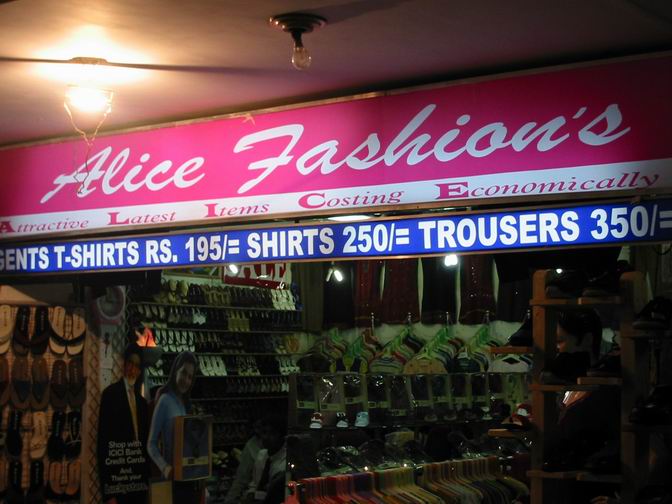 Alice Fashion's
Attractive Latest Items Costing Economically
GENTS T-SHIRTS RS. 195/= SHIRTS 250/= TROUSERS 350/=
Shop with
ICICI Bank
Credit Cards
And,
Thank your
Luckystars